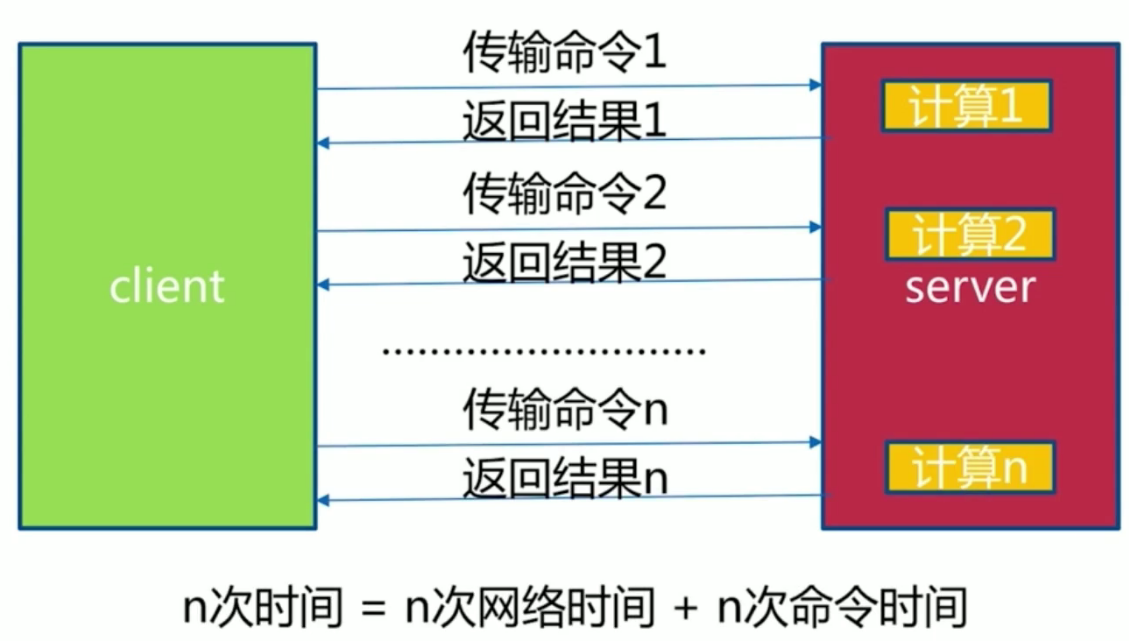 传输命令1
计算1
返回结果1
传输命令2
计算2
返回结果2
client
server
...........................
传输命令n
计算n
返回结果n
n次时间 = n次网络时间 + n次命令时间